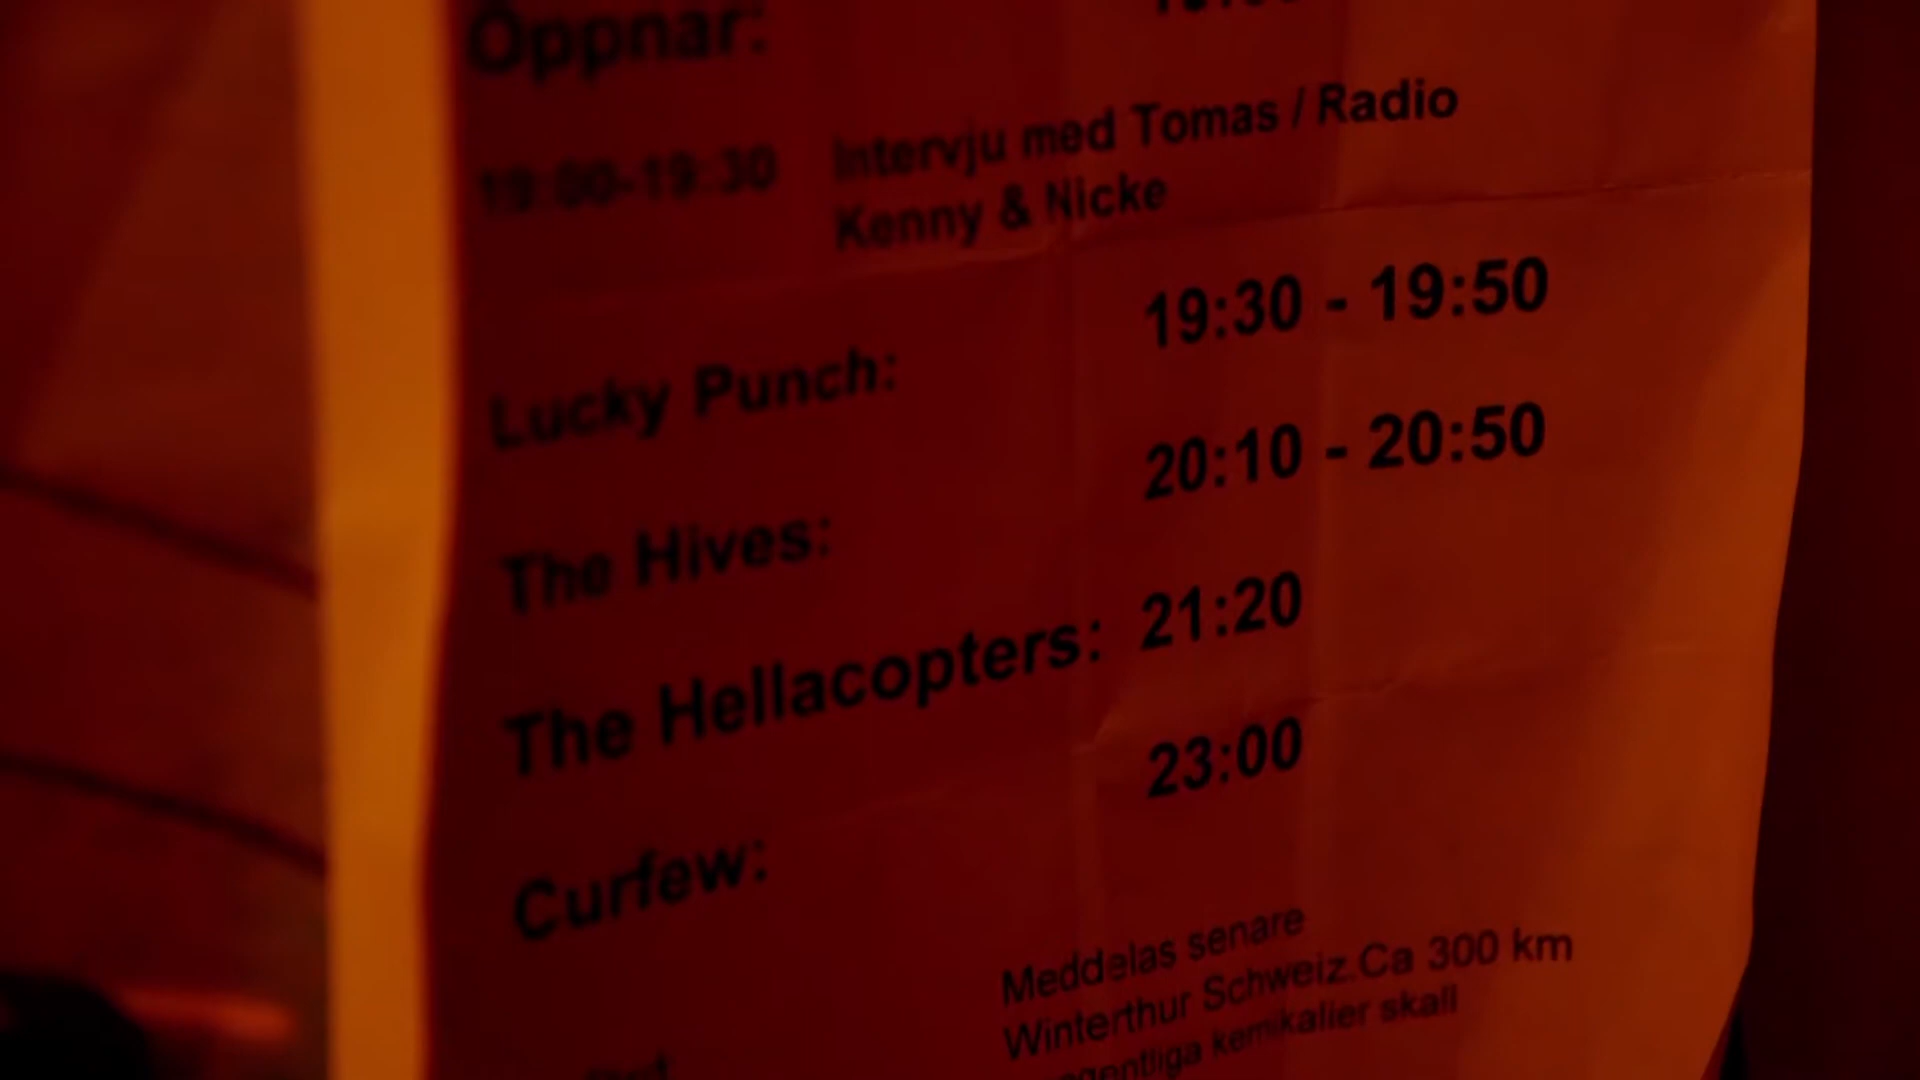 Öppnar:
19:00-19:30 Intervju med Tomas / Radio
Kenny & Nicke
Lucky Punch: 19:30 - 19:50
The Hives: 20:10 - 20:50
The Hellacopters: 21:20
Curfew: 23:00
Meddelas senare
Winterthur Schweiz.Ca 300 km
kemikalier skall